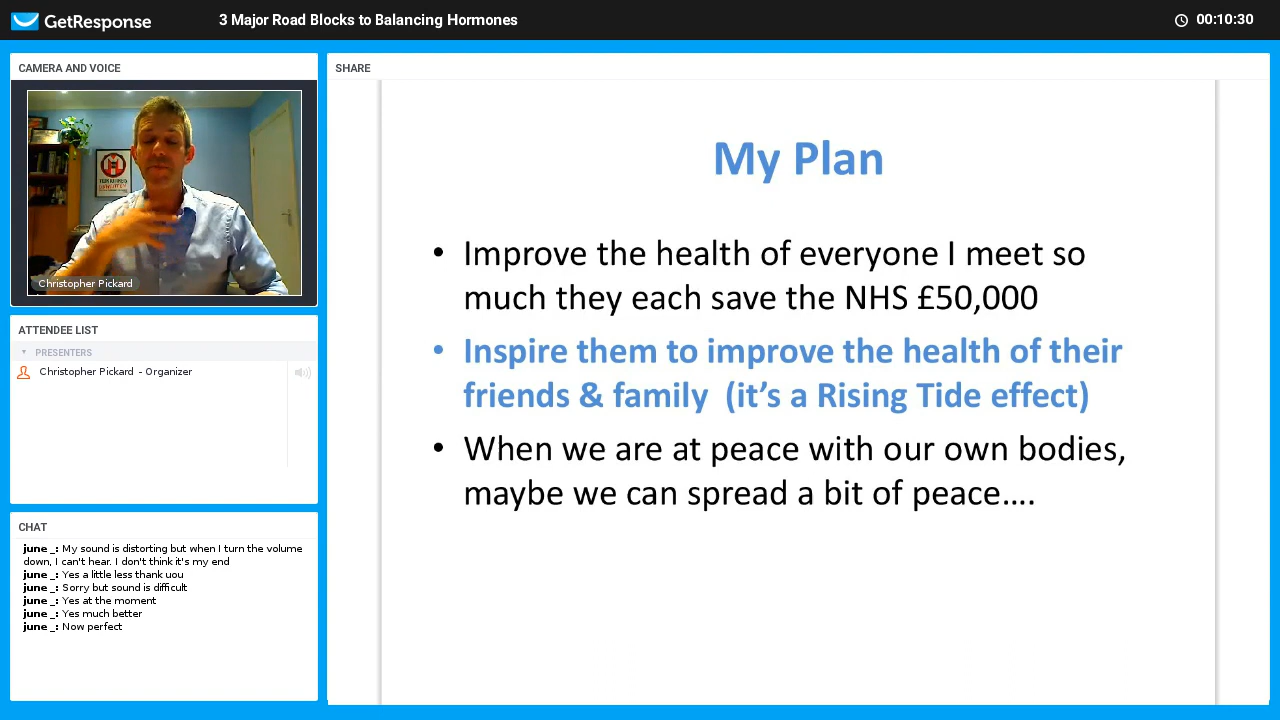 GetResponse
3 Major Road Blocks to Balancing Hormones
00:10:30
CAMERA AND VOICE
Christopher Pickard
ATTENDEE LIST
PRESENTERS
Christopher Pickard - Organizer
CHAT
june _: My sound is distorting but when I turn the volume
down, I can't hear. I don't think it's my end
june _: Yes a little less thank uou
june _: Sorry but sound is difficult
june _: Yes at the moment
june _: Yes much better
june _: Now perfect
SHARE
My Plan
• Improve the health of everyone I meet so
much they each save the NHS £50,000
• Inspire them to improve the health of their
friends & family (it's a Rising Tide effect)
• When we are at peace with our own bodies,
maybe we can spread a bit of peace....